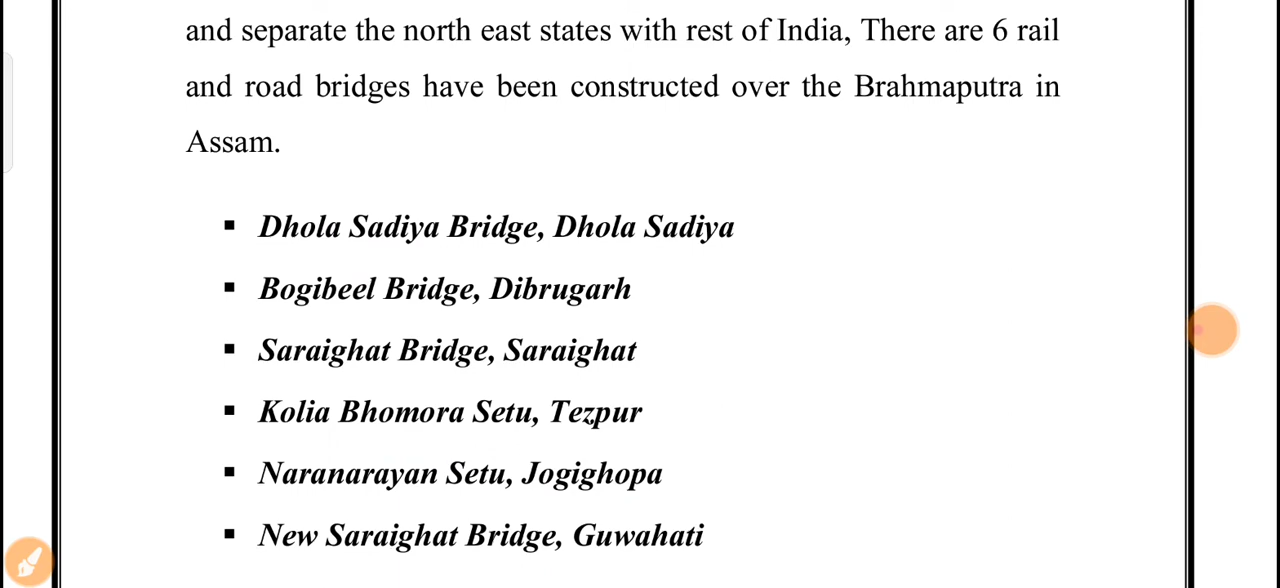 and separate the north east states with rest of India, There are 6 rail
and road bridges have been constructed over the Brahmaputra in
Assam.
▪ Dhola Sadiya Bridge, Dhola Sadiya
▪ Bogibeel Bridge, Dibrugarh
▪ Saraighat Bridge, Saraighat
▪ Kolia Bhomora Setu, Tezpur
▪ Naranarayan Setu, Jogighopa
▪ New Saraighat Bridge, Guwahati